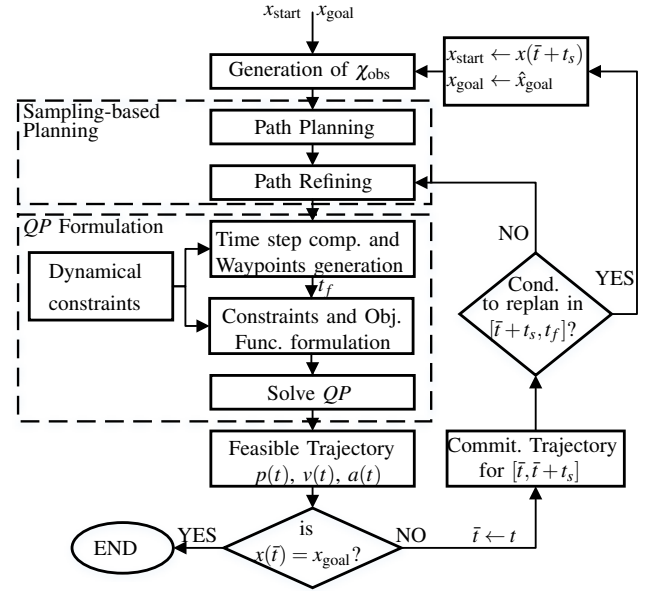 x_start x_goal
Generation of χ_obs
x_start ← x(t̄ + t_s)
x_goal ← x̂_goal
Sampling-based
Planning
Path Planning
Path Refining
QP Formulation
Time step comp. and
Waypoints generation
Dynamical
constraints
t_f
Constraints and Obj.
Func. formulation
Solve QP
NO
YES
Cond.
to replan in
[t̄ + t_s, t_f]?
Feasible Trajectory
p(t), v(t), a(t)
Commit. Trajectory
for [t̄, t̄ + t_s]
is
x(t̄) = x_goal?
YES
END
NO
t̄ ← t